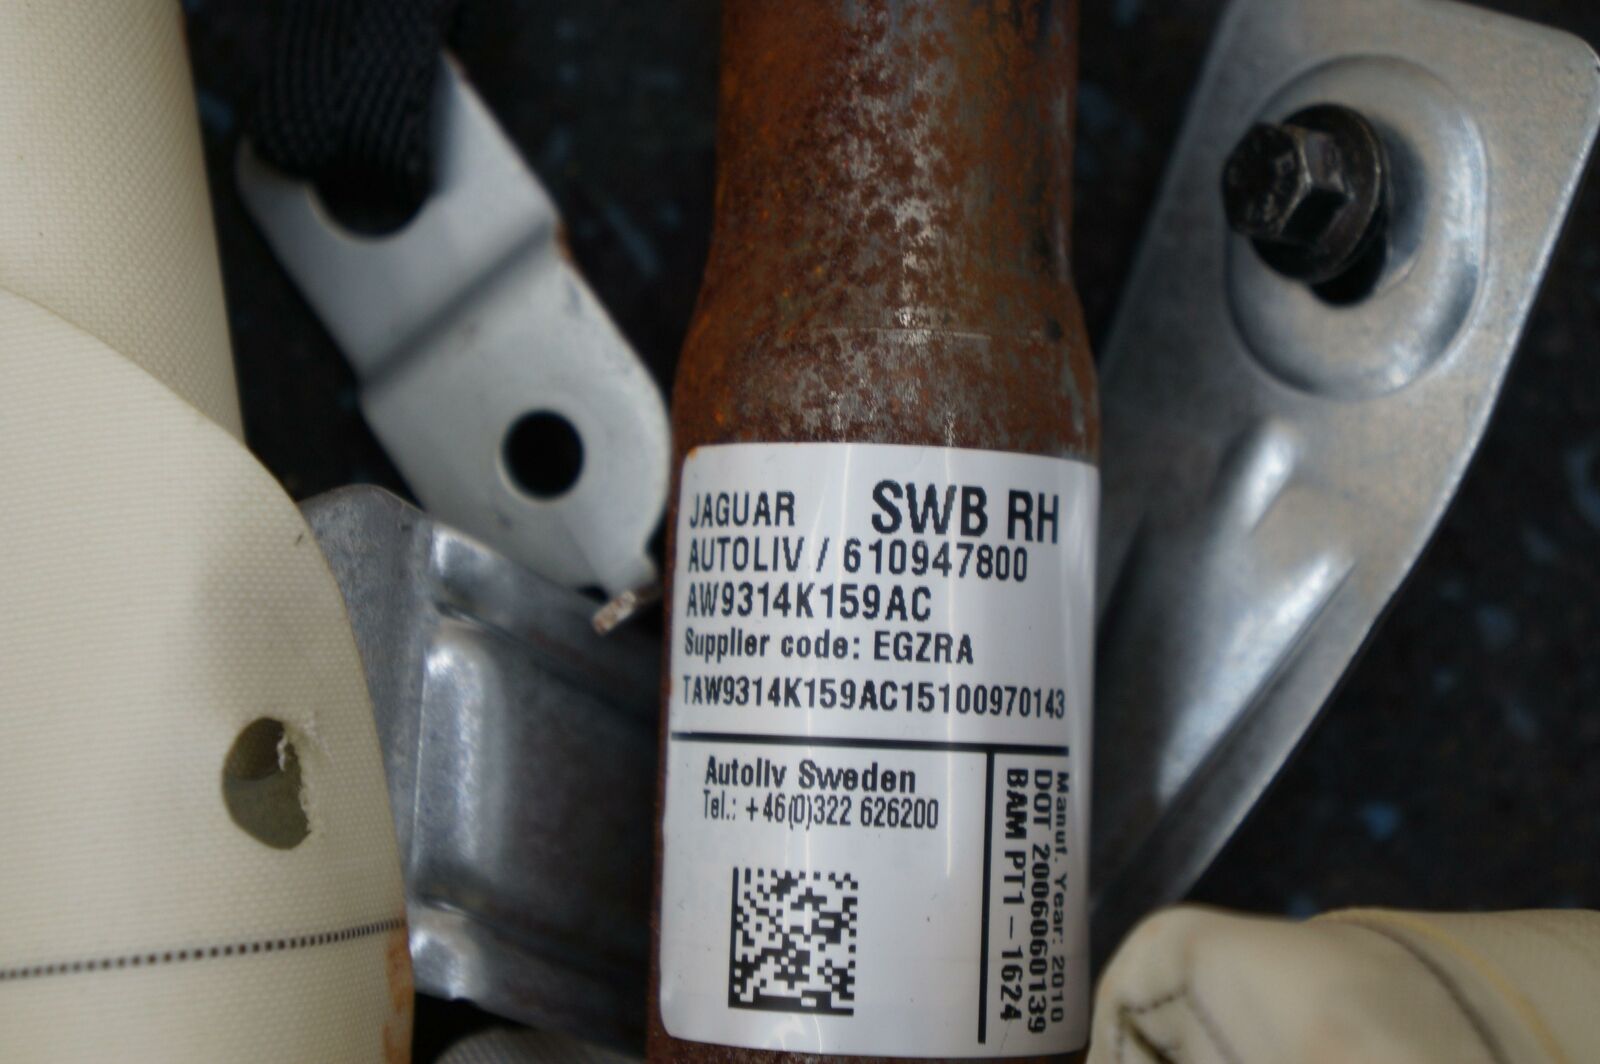 JAGUAR SWB RH
AUTOLIV / 610947800
AW9314K159AC
Supplier code: EGZRA
TAW9314K159AC15100970143
Autoliv Sweden
Tel.: +46(0)322 626200
Manuf. Year: 2010
DOT 2006060139
BAM PT1-1624